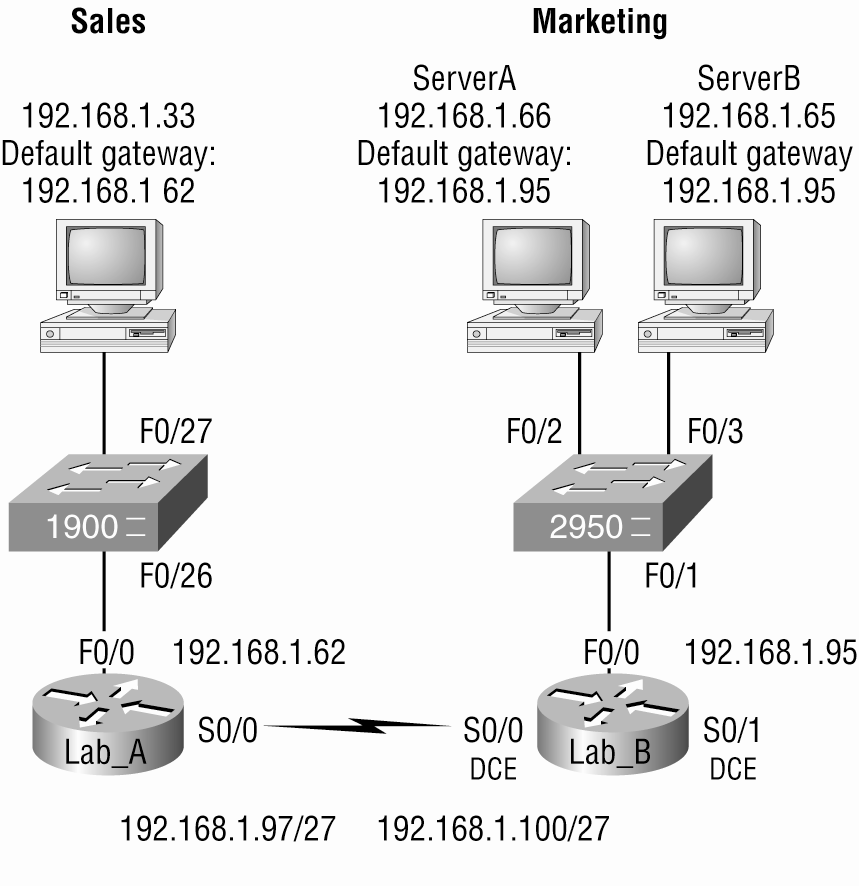 Sales
Marketing
192.168.1.33
Default gateway:
192.168.1 62
ServerA
192.168.1.66
Default gateway:
192.168.1.95
ServerB
192.168.1.65
Default gateway
192.168.1.95
F0/27
F0/2
F0/3
1900
2950
F0/26
F0/1
F0/0
192.168.1.62
F0/0
192.168.1.95
Lab_A
S0/0
S0/0
DCE
Lab_B
S0/1
DCE
192.168.1.97/27
192.168.1.100/27